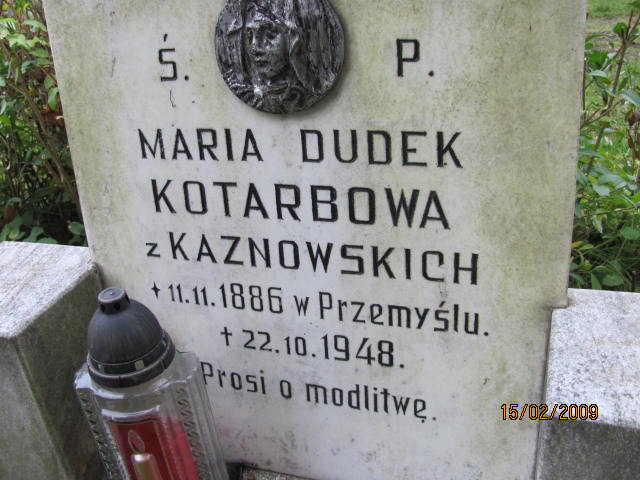 Ś. P.
MARIA DUDEK
KOTARBOWA
z KAZNOWSKICH
+ 11.11.1886 w Przemyślu.
+ 22.10.1948.
Prosi o modlitwę.
15/02/2009